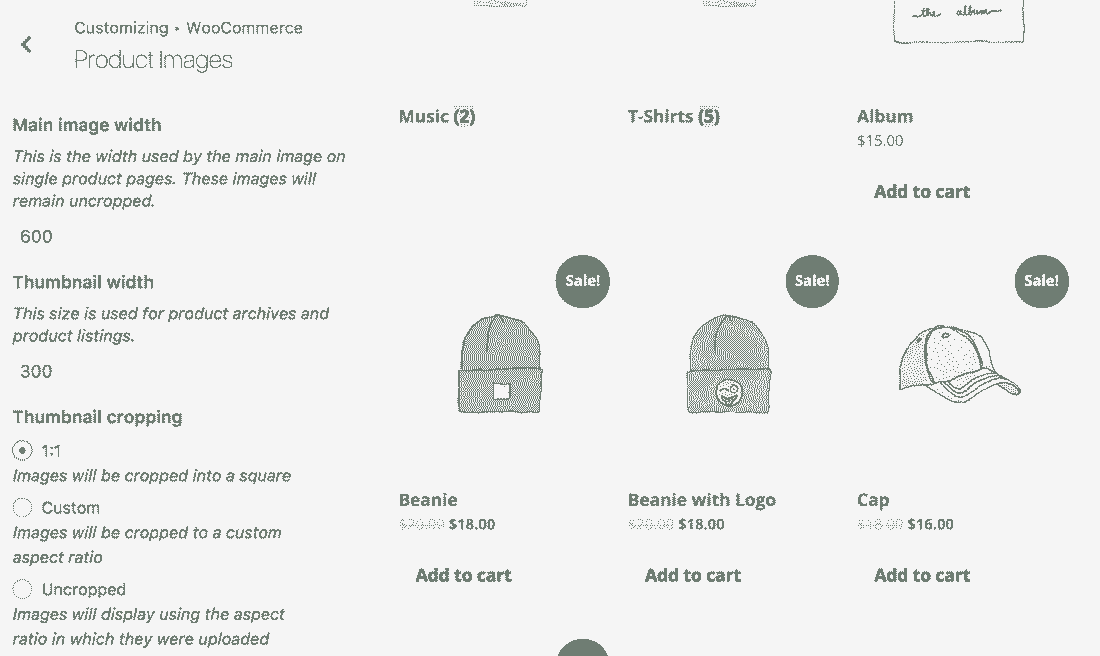 Customizing ▸ WooCommerce
Product Images
Main image width
This is the width used by the main image on
single product pages. These images will
remain uncropped.
600
Thumbnail width
This size is used for product archives and
product listings.
300
Thumbnail cropping
1:1
Images will be cropped into a square
Custom
Images will be cropped to a custom
aspect ratio
Uncropped
Images will display using the aspect
ratio in which they were uploaded
the album
Music (2)
T-Shirts (5)
Album
$15.00
Add to cart
Sale!
Sale!
Sale!
Beanie
$20.00 $18.00
Add to cart
Beanie with Logo
$20.00 $18.00
Add to cart
Cap
$18.00 $16.00
Add to cart